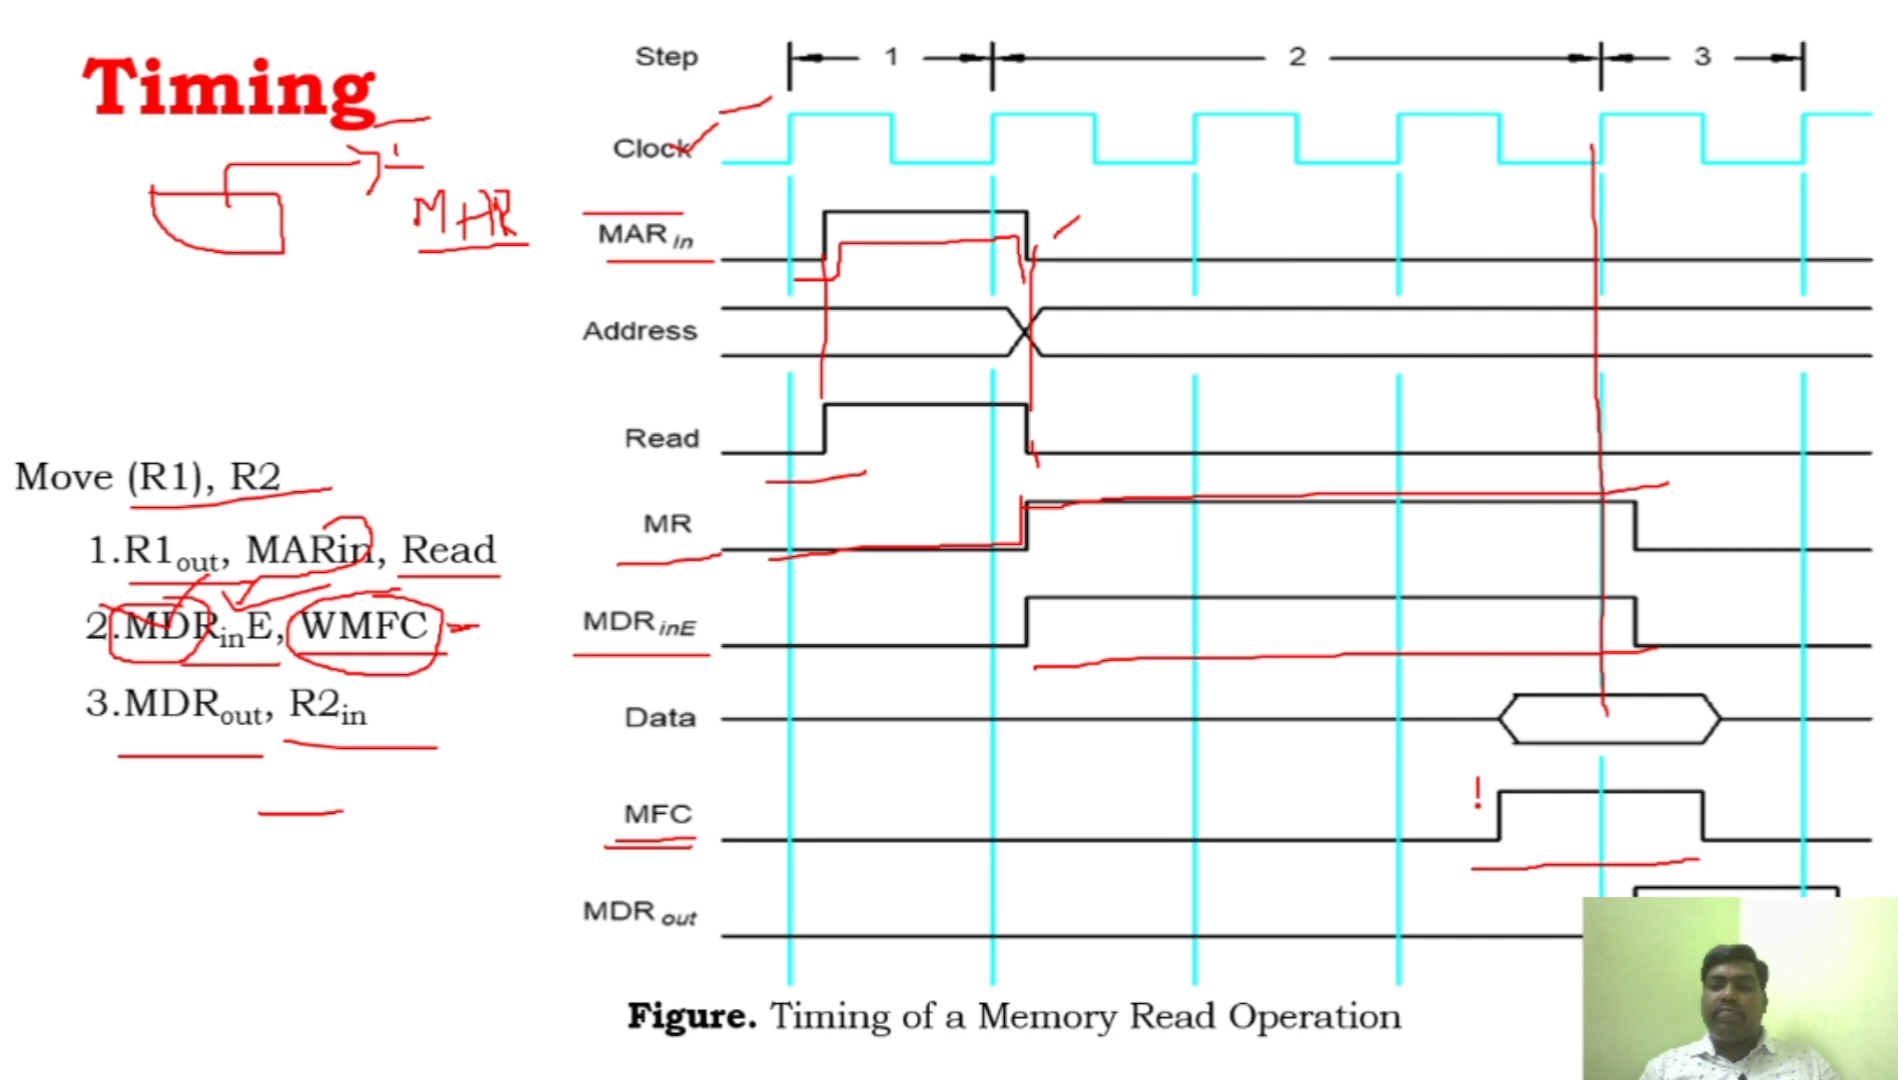 Timing
MAR
Move (R1), R2
1.R1out, MARin, Read
2.MDRinE, WMFC
3.MDRout, R2in
Step 1 2 3
Clock
MAR in
Address
Read
MR
MDR inE
Data
MFC
MDR out
Figure. Timing of a Memory Read Operation